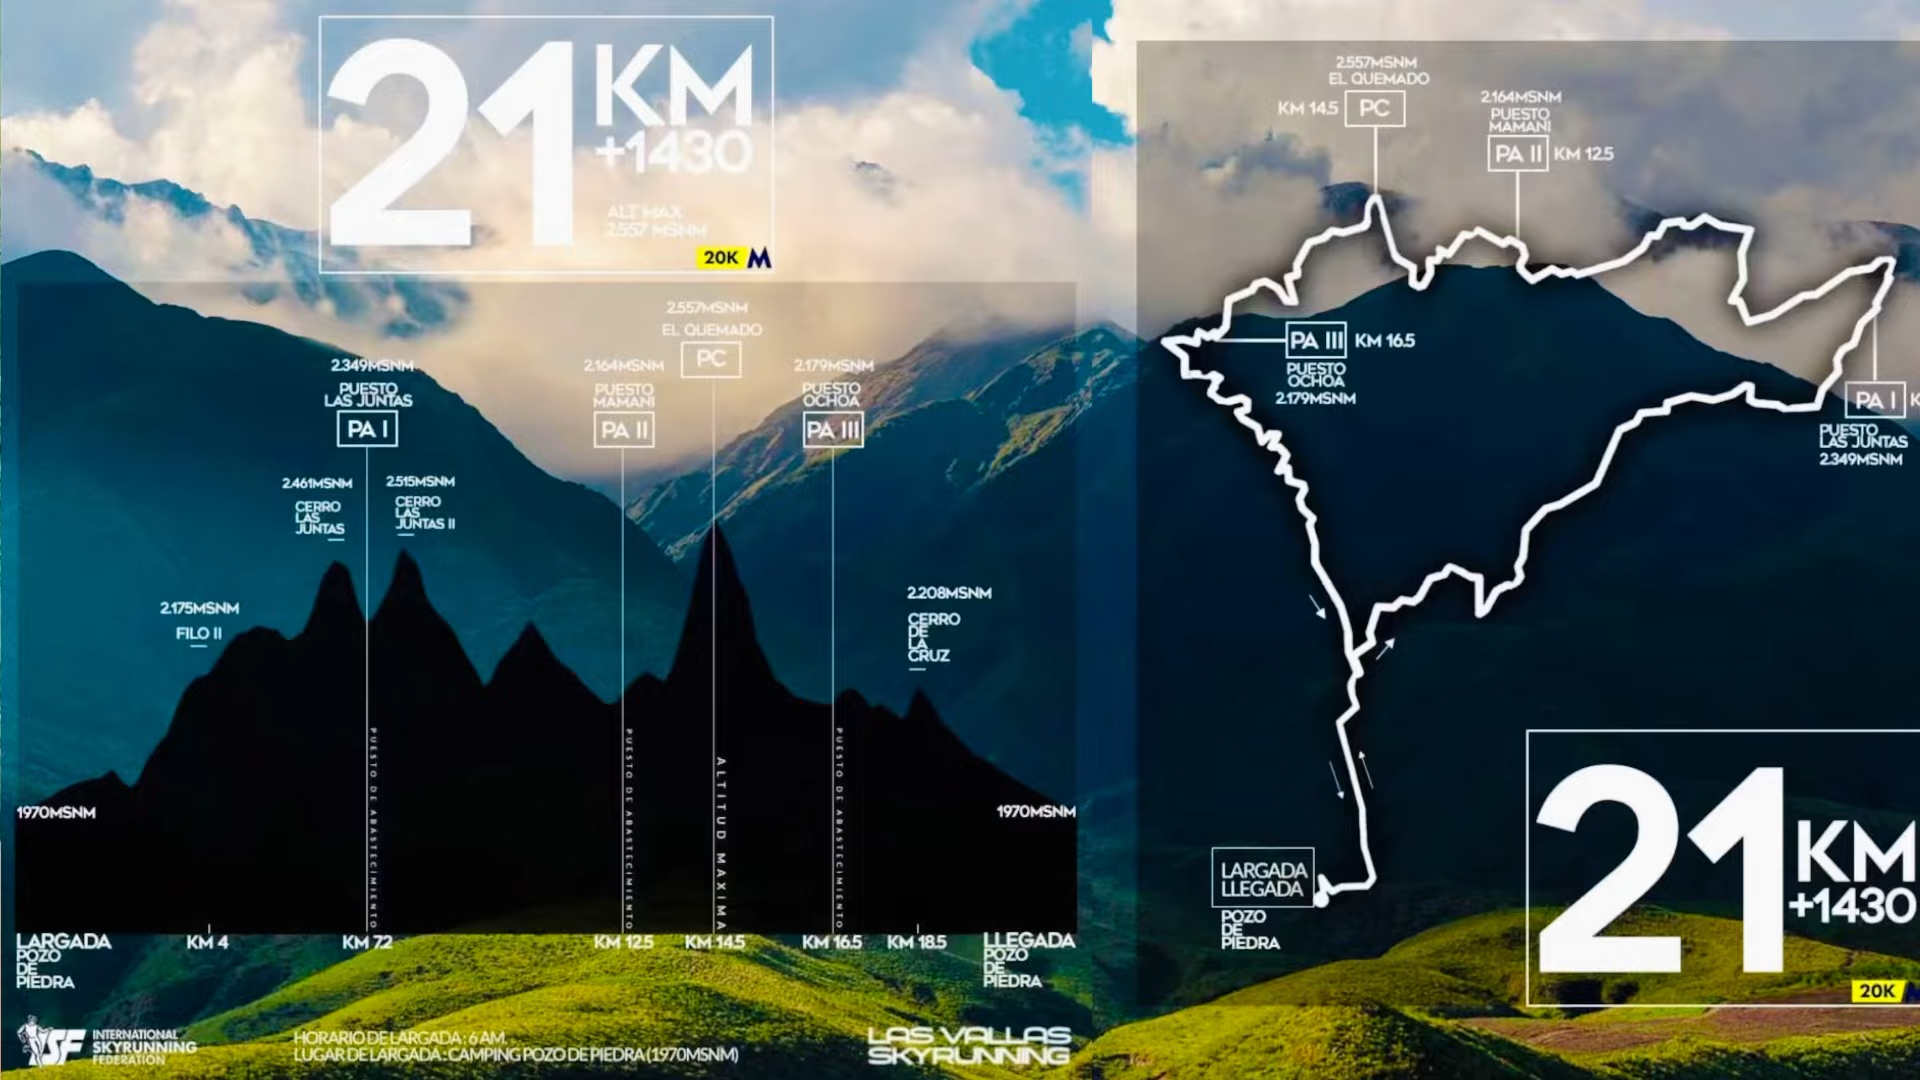 21
KM
+1430
ALT MAX
2.557 MSNM
20K M
2.557MSNM
EL QUEMADO
PC
2.349MSNM
PUESTO
LAS JUNTAS
PA I
2.164MSNM
PUESTO
MAMANI
PA II
2.179MSNM
PUESTO
OCHOA
PA III
2.461MSNM
CERRO
LAS
JUNTAS
2.515MSNM
CERRO
LAS
JUNTAS II
2.175MSNM
FILO II
2.208MSNM
CERRO
DE
LA
CRUZ
1970MSNM
1970MSNM
PUESTO DE ABASTECIMIENTO
PUESTO DE ABASTECIMIENTO
ALTITUD MAXIMA
PUESTO DE ABASTECIMIENTO
LARGADA
POZO
DE
PIEDRA
KM 4
KM 7.2
KM 12.5
KM 14.5
KM 16.5
KM 18.5
LLEGADA
POZO
DE
PIEDRA
ISF
INTERNATIONAL
SKYRUNNING
FEDERATION
HORARIO DE LARGADA : 6 AM.
LUGAR DE LARGADA : CAMPING POZO DE PIEDRA (1970MSNM)
LAS VALLAS
SKYRUNNING
2.557MSNM
EL QUEMADO
KM 14.5 PC
2.164MSNM
PUESTO
MAMANI
PA II KM 12.5
PA III KM 16.5
PUESTO
OCHOA
2.179MSNM
PA I K
PUESTO
LAS JUNTAS
2.349MSNM
LARGADA
LLEGADA
POZO
DE
PIEDRA
21
KM
+1430
20K